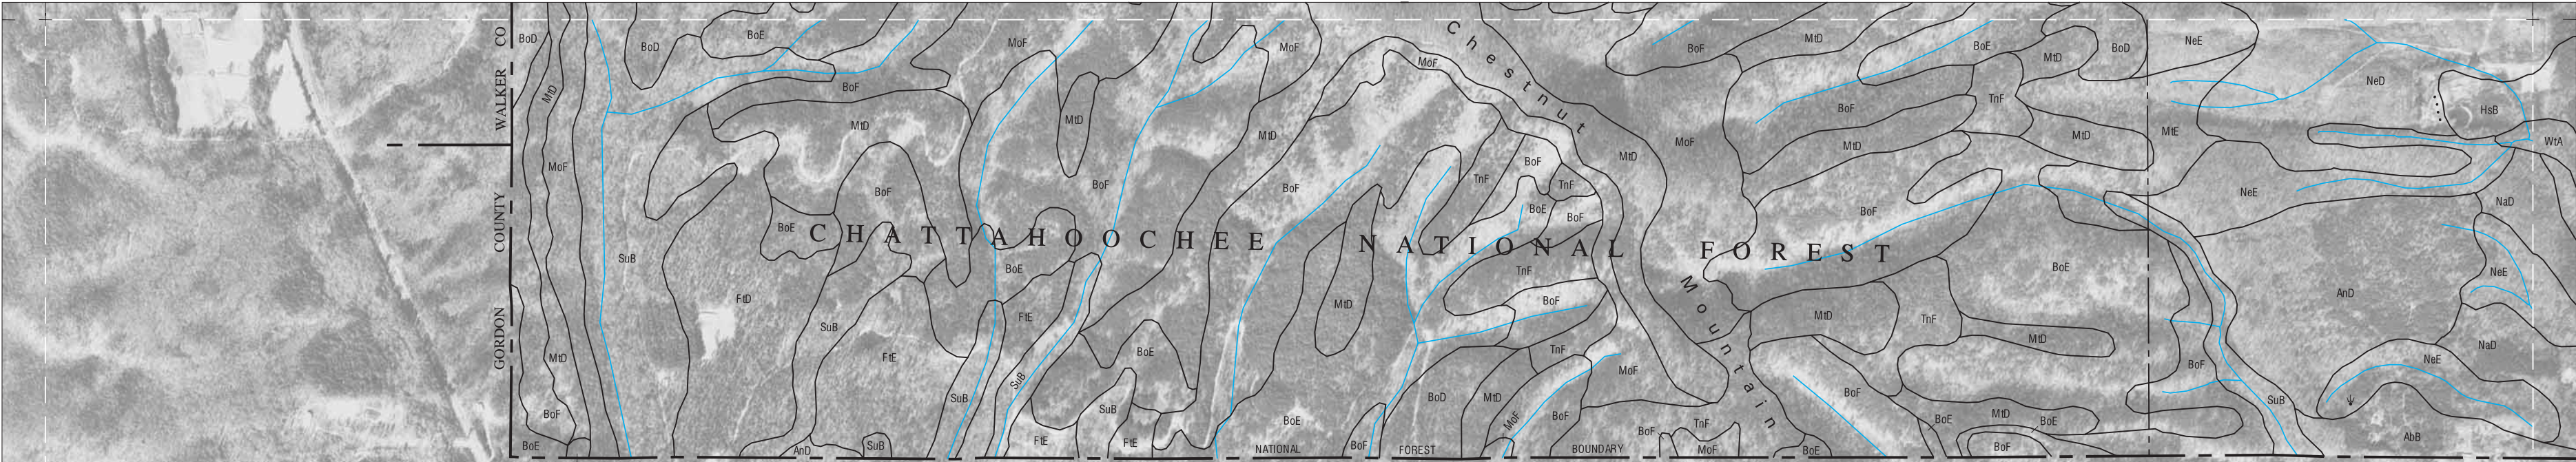 WALKER CO
GORDON COUNTY
CHATTAHOOCHEE NATIONAL FOREST
Chestnut Mountain
NATIONAL FOREST BOUNDARY
BoD
BoD
BoE
MoF
MoF
MoF
BoF
MtD
BoE
MtD
BoD
NeE
NeD
MtD
BoF
MtD
MtD
MtD
BoF
TnF
MtD
MtE
HsB
WtA
MoF
BoF
BoF
BoF
TnF
BoF
TnF
MtD
MoF
MtD
NeE
NaD
BoE
BoE
BoF
BoF
SuB
BoE
TnF
BoE
NeE
AnD
FtD
SuB
FtE
MtD
BoF
MtD
TnF
MtD
NaD
NeE
MtD
FtE
BoE
TnF
MoF
BoF
BoF
SuB
BoF
SuB
SuB
SuB
BoD
MtD
MoF
BoF
BoE
MtD
BoE
SuB
BoE
AnD
SuB
FtE
FtE
BoE
BoF
BoF
TnF
MoF
BoE
BoF
AbB